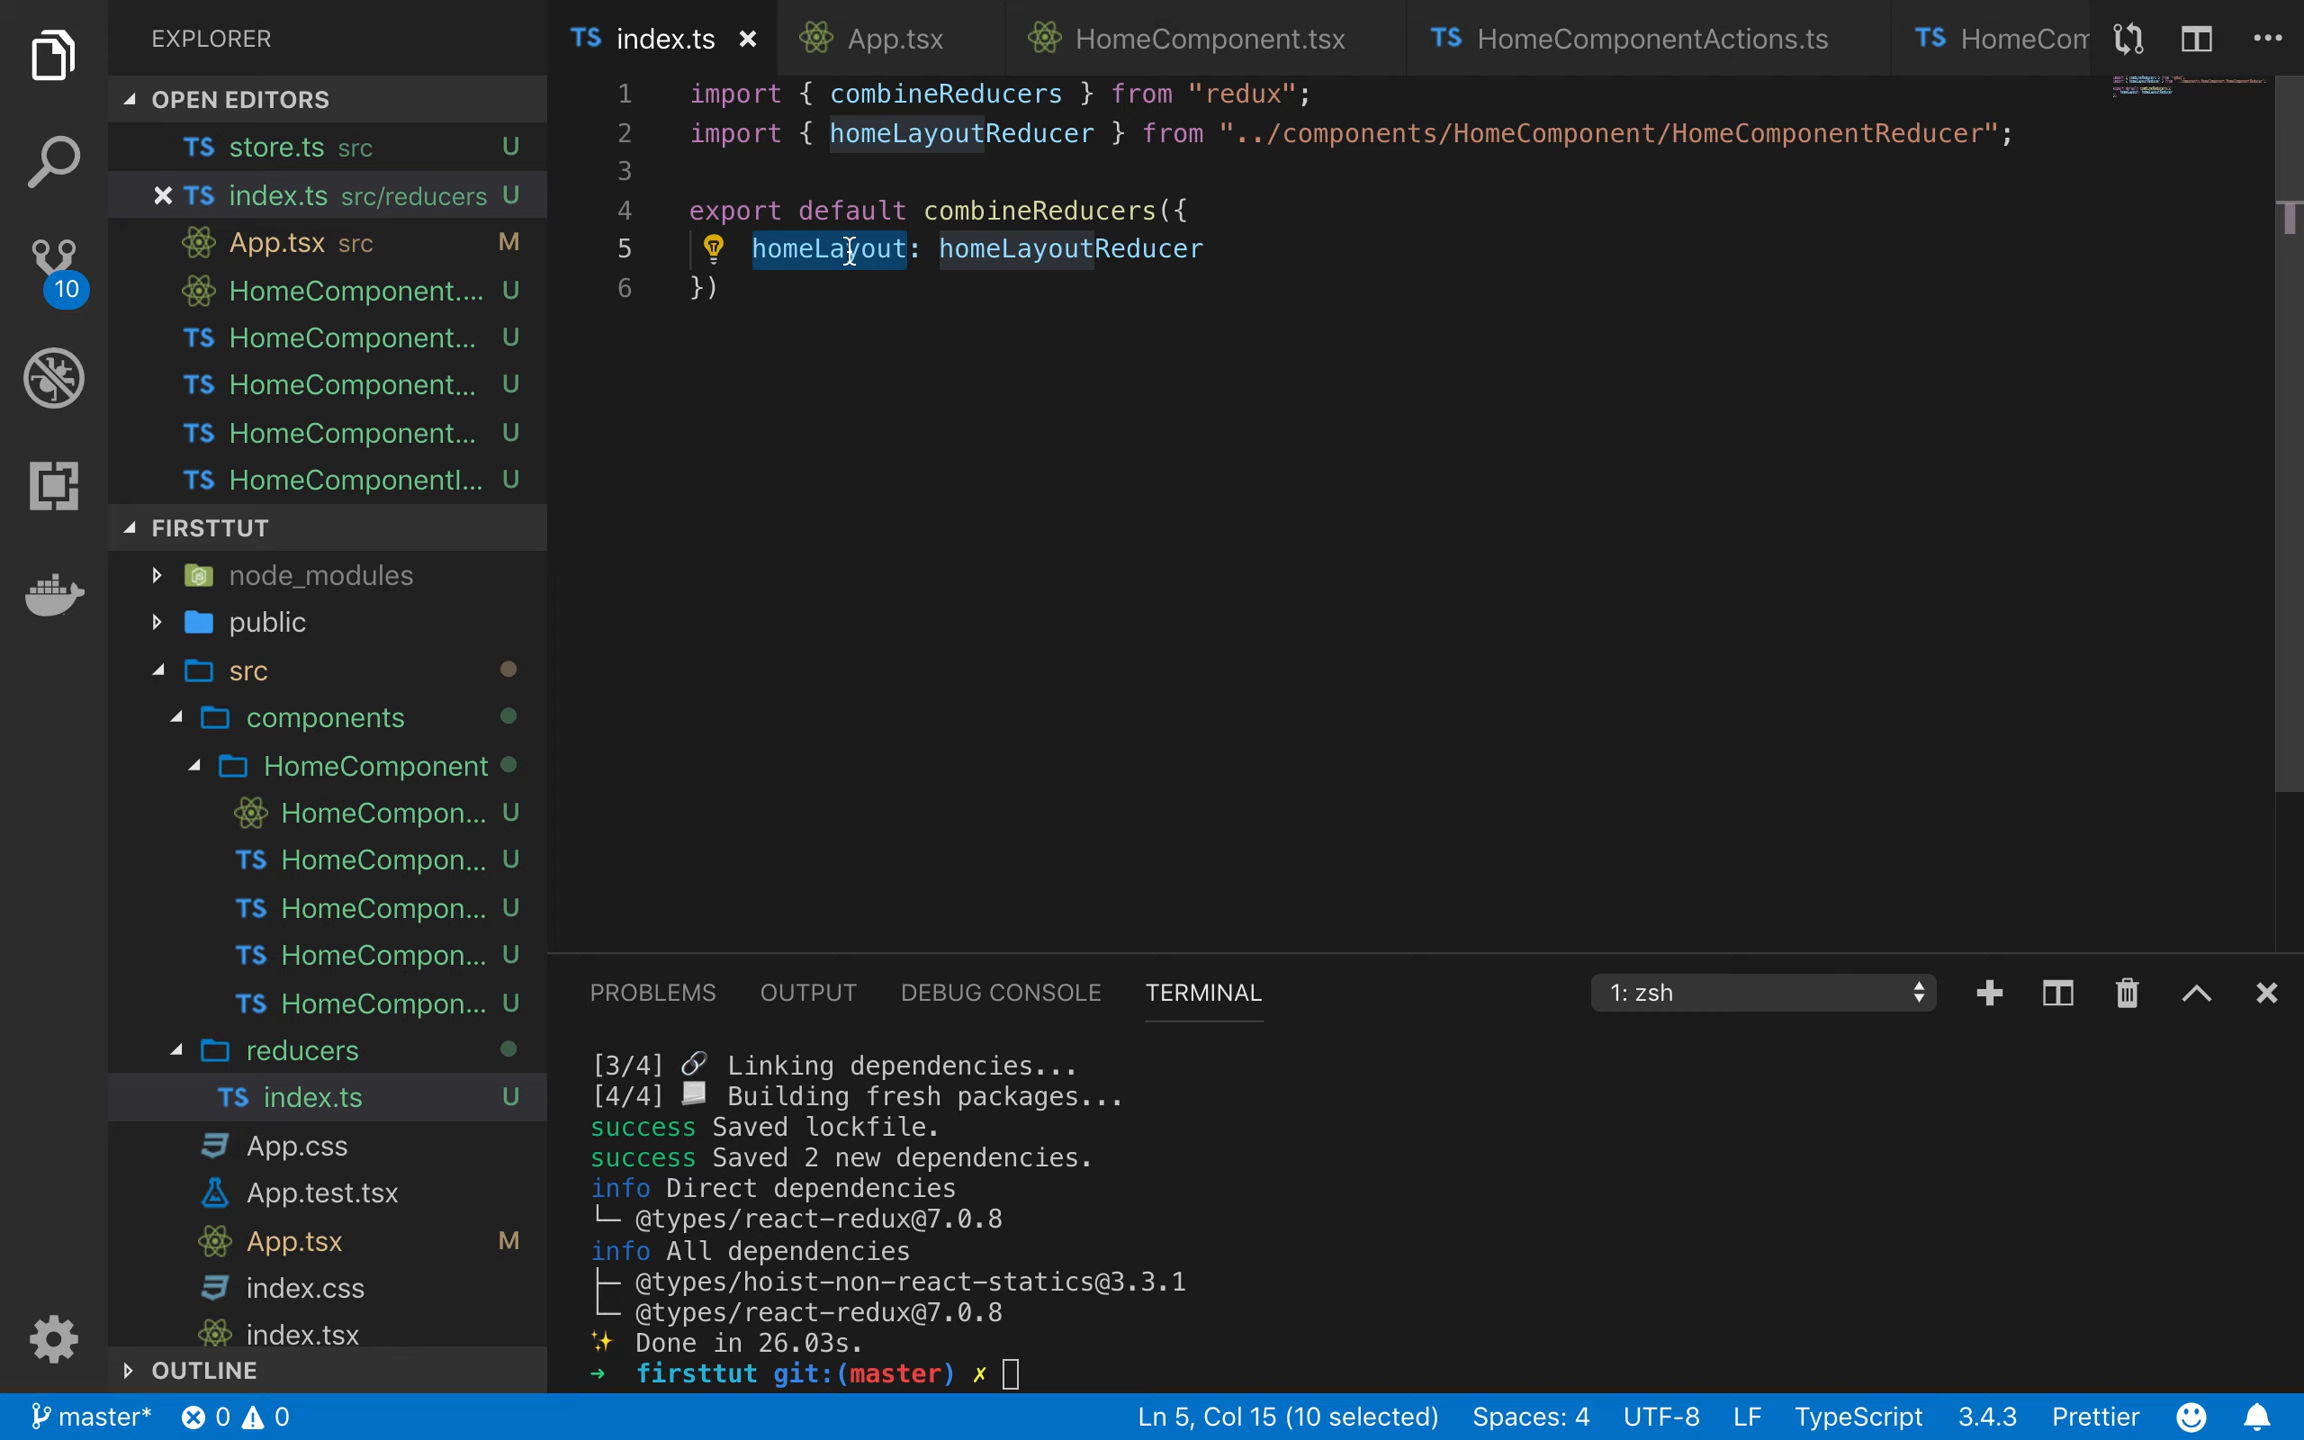 EXPLORER
OPEN EDITORS
TS store.ts src U
TS index.ts src/reducers U
App.tsx src M
HomeComponent.... U
TS HomeComponent... U
TS HomeComponent... U
TS HomeComponent... U
TS HomeComponentI... U
FIRSTTUT
node_modules
public
src
components
HomeComponent
HomeCompon... U
TS HomeCompon... U
TS HomeCompon... U
TS HomeCompon... U
TS HomeCompon... U
reducers
TS index.ts U
App.css
App.test.tsx
App.tsx M
index.css
index.tsx
OUTLINE
10
TS index.ts
App.tsx
HomeComponent.tsx
TS HomeComponentActions.ts
TS HomeCom
1 import { combineReducers } from "redux";
2 import { homeLayoutReducer } from "../components/HomeComponent/HomeComponentReducer";
3
4 export default combineReducers({
5 homeLayout: homeLayoutReducer
6 })
PROBLEMS OUTPUT DEBUG CONSOLE TERMINAL 1: zsh
[3/4] 🔗 Linking dependencies...
[4/4] 📃 Building fresh packages...
success Saved lockfile.
success Saved 2 new dependencies.
info Direct dependencies
└─ @types/react-redux@7.0.8
info All dependencies
├─ @types/hoist-non-react-statics@3.3.1
└─ @types/react-redux@7.0.8
✨ Done in 26.03s.
→ firsttut git:(master) ✗
master* 0 0 Ln 5, Col 15 (10 selected) Spaces: 4 UTF-8 LF TypeScript 3.4.3 Prettier